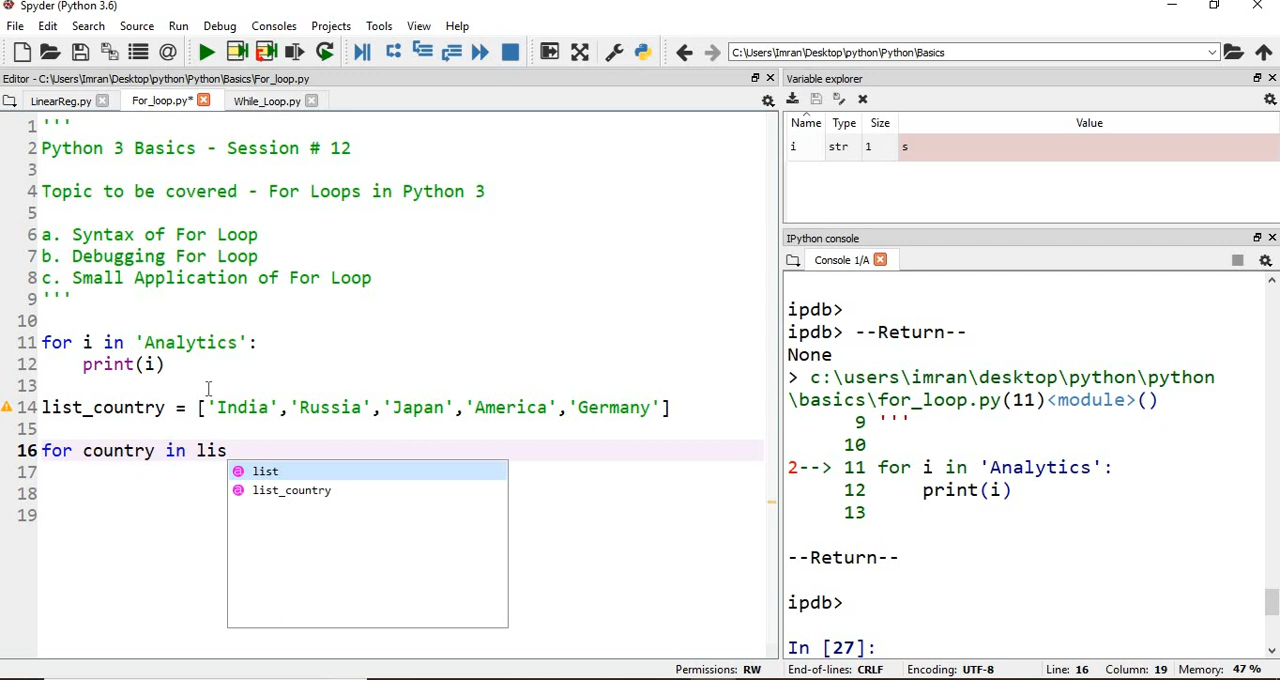 Spyder (Python 3.6)
File Edit Search Source Run Debug Consoles Projects Tools View Help
C:\Users\Imran\Desktop\python\Python\Basics
Editor - C:\Users\Imran\Desktop\python\Python\Basics\For_loop.py
LinearReg.py For_loop.py* While_Loop.py
1 '''
2 Python 3 Basics - Session # 12
3
4 Topic to be covered - For Loops in Python 3
5
6 a. Syntax of For Loop
7 b. Debugging For Loop
8 c. Small Application of For Loop
9 '''
10
11 for i in 'Analytics':
12     print(i)
13
14 list_country = ['India','Russia','Japan','America','Germany']
15
16 for country in lis
17
18
19
list
list_country
Variable explorer
Name Type Size Value
i str 1 s
IPython console
Console 1/A
ipdb>
ipdb> --Return--
None
> c:\users\imran\desktop\python\python
\basics\for_loop.py(11)<module>()
9 '''
10
2--> 11 for i in 'Analytics':
12     print(i)
13
--Return--
ipdb>
In [27]:
Permissions: RW End-of-lines: CRLF Encoding: UTF-8 Line: 16 Column: 19 Memory: 47 %